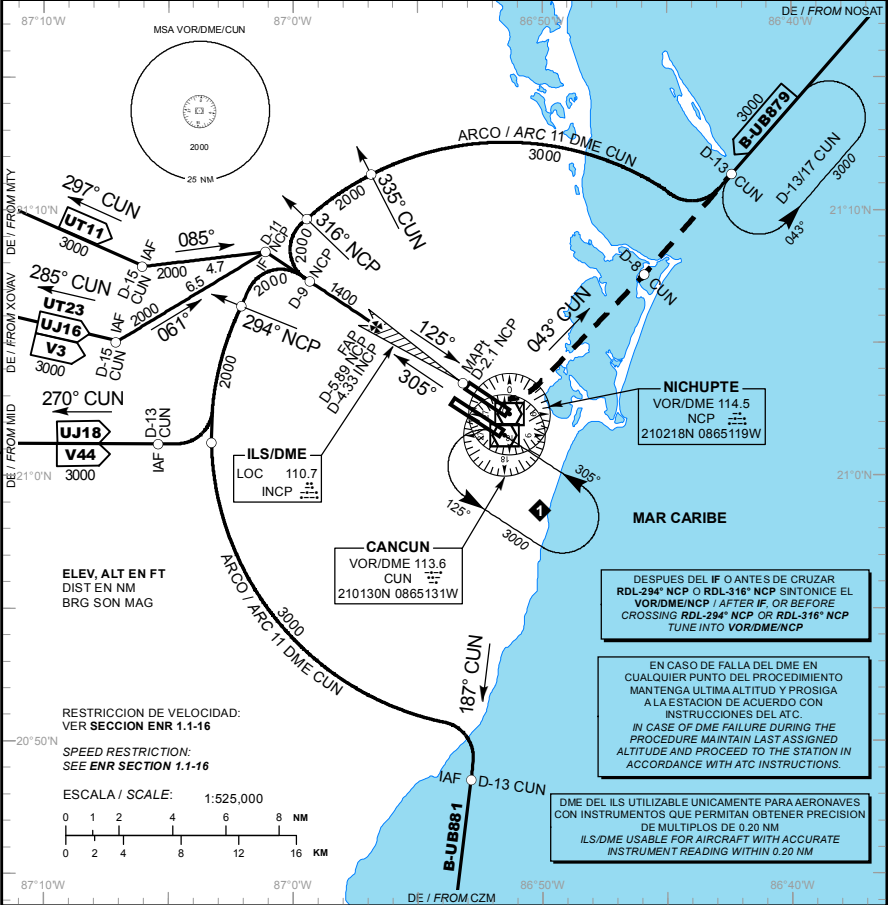 87°10'W
87°0'W
86°50'W
86°40'W
DE / FROM NOSAT
MSA VOR/DME/CUN
2000
25 NM
3000
B-UB879
ARCO / ARC 11 DME CUN
3000
D-13 CUN
D-13/17 CUN
3000
043°
DE / FROM MTY
297° CUN
UT11
3000
085°
2000
4.7
IAF
D-15 CUN
D-11 NCP
IF
2000
335° CUN
316° NCP
2000
21°10'N
21°10'N
DE / FROM XOVAV
285° CUN
UT23
UJ16
V3
3000
IAF
D-15 CUN
2000
6.5
061°
2000
D-9 NCP
1400
294° NCP
2000
FAP
D-5.89 NCP
D-4.33 INCP
125°
305°
MAPt
D-2.1 NCP
043° CUN
D-8 CUN
DE / FROM MID
270° CUN
UJ18
V44
3000
D-13 CUN
IAF
NICHUPTE
VOR/DME 114.5
NCP
210218N 0865119W
ILS/DME
LOC 110.7
INCP
0
9
18
21°0'N
21°0'N
125°
3000
305°
1
MAR CARIBE
CANCUN
VOR/DME 113.6
CUN
210130N 0865131W
ELEV, ALT EN FT
DIST EN NM
BRG SON MAG
3000
ARCO / ARC 11 DME CUN
187° CUN
DESPUES DEL IF O ANTES DE CRUZAR
RDL-294° NCP O RDL-316° NCP SINTONICE EL
VOR/DME/NCP / AFTER IF, OR BEFORE
CROSSING RDL-294° NCP OR RDL-316° NCP
TUNE INTO VOR/DME/NCP
EN CASO DE FALLA DEL DME EN
CUALQUIER PUNTO DEL PROCEDIMIENTO
MANTENGA ULTIMA ALTITUD Y PROSIGA
A LA ESTACION DE ACUERDO CON
INSTRUCCIONES DEL ATC.
IN CASE OF DME FAILURE DURING THE
PROCEDURE MAINTAIN LAST ASSIGNED
ALTITUDE AND PROCEED TO THE STATION IN
ACCORDANCE WITH ATC INSTRUCTIONS.
RESTRICCION DE VELOCIDAD:
VER SECCION ENR 1.1-16
SPEED RESTRICTION:
SEE ENR SECTION 1.1-16
20°50'N
20°50'N
ESCALA / SCALE: 1:525,000
0 1 2 4 6 8 NM
0 2 4 8 12 16 KM
IAF
D-13 CUN
B-UB881
DME DEL ILS UTILIZABLE UNICAMENTE PARA AERONAVES
CON INSTRUMENTOS QUE PERMITAN OBTENER PRECISION
DE MULTIPLOS DE 0.20 NM
ILS/DME USABLE FOR AIRCRAFT WITH ACCURATE
INSTRUMENT READING WITHIN 0.20 NM
87°10'W
87°0'W
86°50'W
86°40'W
DE / FROM CZM